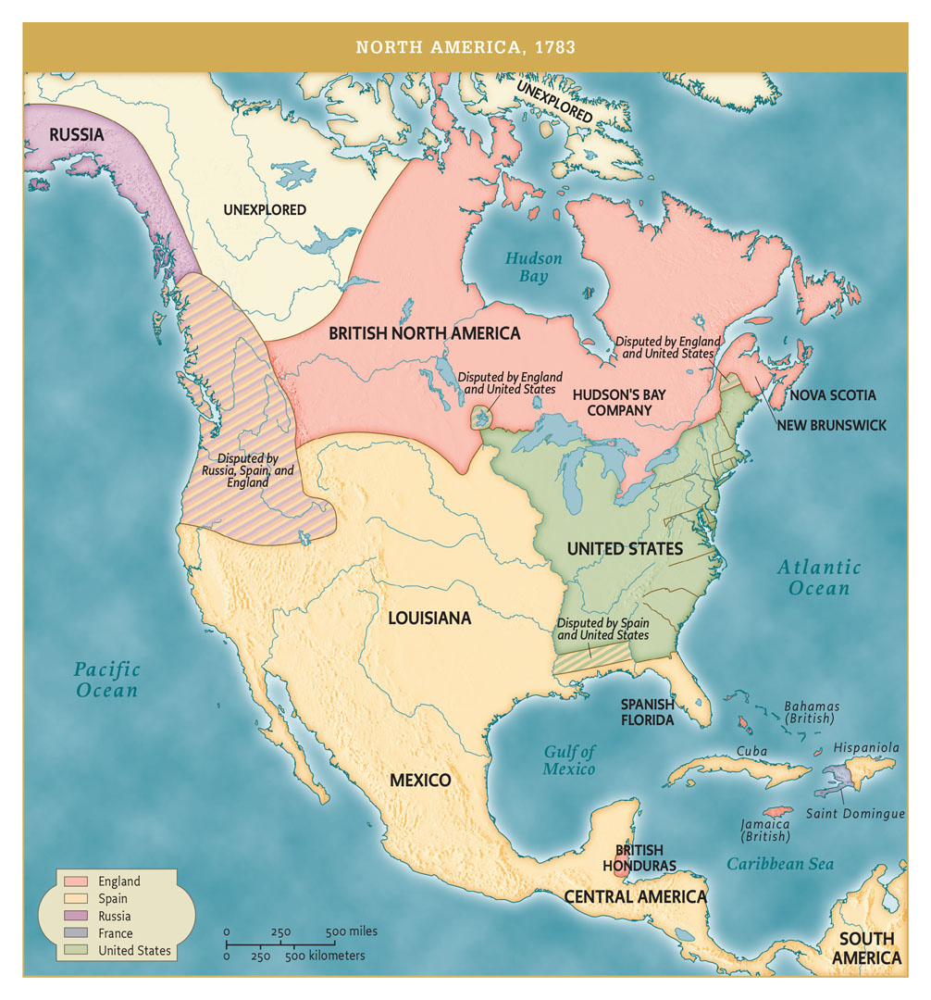 NORTH AMERICA, 1783
UNEXPLORED
RUSSIA
UNEXPLORED
Hudson
Bay
BRITISH NORTH AMERICA
Disputed by England
and United States
Disputed by England
and United States
HUDSON'S BAY
COMPANY
NOVA SCOTIA
NEW BRUNSWICK
Disputed by
Russia, Spain, and
England
UNITED STATES
Atlantic
Ocean
LOUISIANA
Disputed by Spain
and United States
Pacific
Ocean
SPANISH
FLORIDA
Bahamas
(British)
Gulf of
Mexico
Cuba
Hispaniola
MEXICO
Saint Domingue
Jamaica
(British)
BRITISH
HONDURAS
Caribbean Sea
CENTRAL AMERICA
SOUTH
AMERICA
England
Spain
Russia
France
United States
0 250 500 miles
0 250 500 kilometers